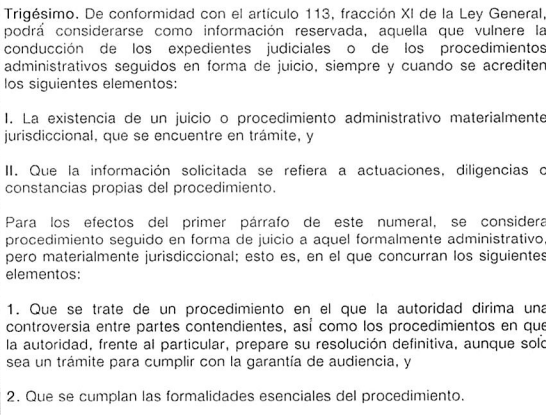 Trigésimo. De conformidad con el artículo 113, fracción XI de la Ley General,
podrá considerarse como información reservada, aquella que vulnere la
conducción de los expedientes judiciales o de los procedimientos
administrativos seguidos en forma de juicio, siempre y cuando se acrediten
los siguientes elementos:
I. La existencia de un juicio o procedimiento administrativo materialmente
jurisdiccional, que se encuentre en trámite, y
II. Que la información solicitada se refiera a actuaciones, diligencias o
constancias propias del procedimiento.
Para los efectos del primer párrafo de este numeral, se considera
procedimiento seguido en forma de juicio a aquel formalmente administrativo,
pero materialmente jurisdiccional; esto es, en el que concurran los siguientes
elementos:
1. Que se trate de un procedimiento en el que la autoridad dirima una
controversia entre partes contendientes, así como los procedimientos en que
la autoridad, frente al particular, prepare su resolución definitiva, aunque solo
sea un trámite para cumplir con la garantía de audiencia, y
2. Que se cumplan las formalidades esenciales del procedimiento.